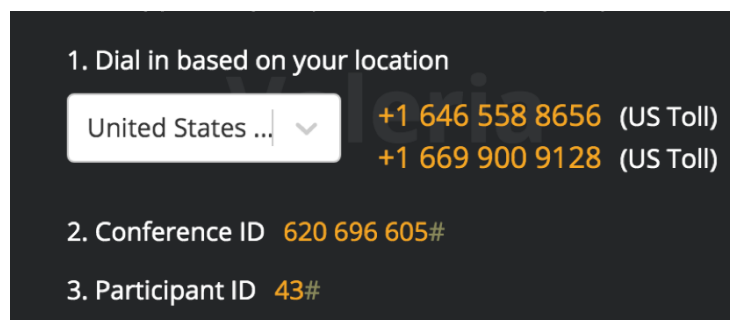 1. Dial in based on your location
Valeria
United States ...
+1 646 558 8656 (US Toll)
+1 669 900 9128 (US Toll)
2. Conference ID 620 696 605#
3. Participant ID 43#